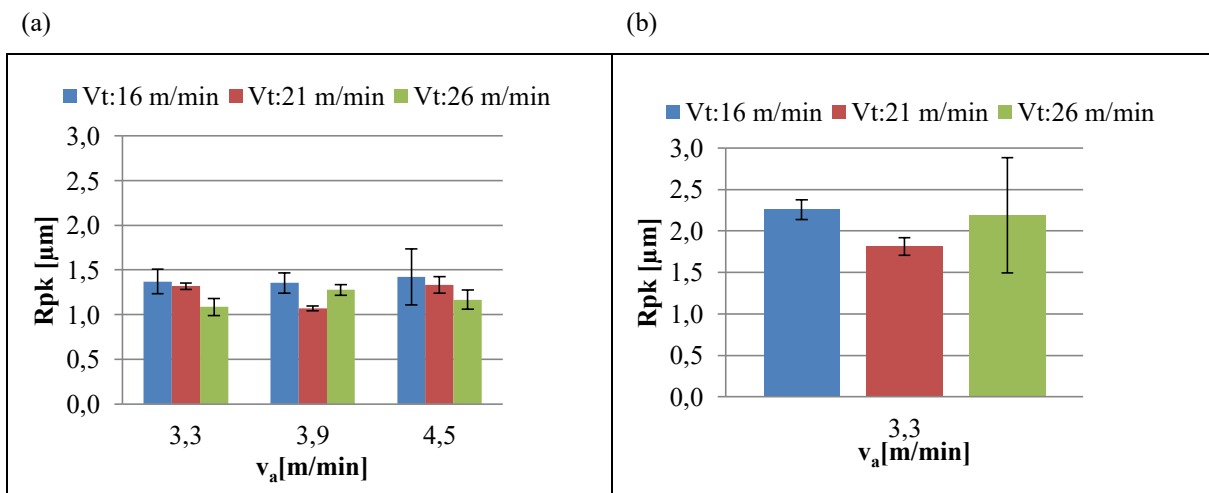 (a)
(b)
Vt:16 m/min Vt:21 m/min Vt:26 m/min
3,0
2,5
2,0
1,5
1,0
0,5
0,0
Rpk [µm]
3,3 3,9 4,5
va[m/min]
Vt:16 m/min Vt:21 m/min Vt:26 m/min
3,0
2,5
2,0
1,5
1,0
0,5
0,0
Rpk [µm]
3,3
va[m/min]